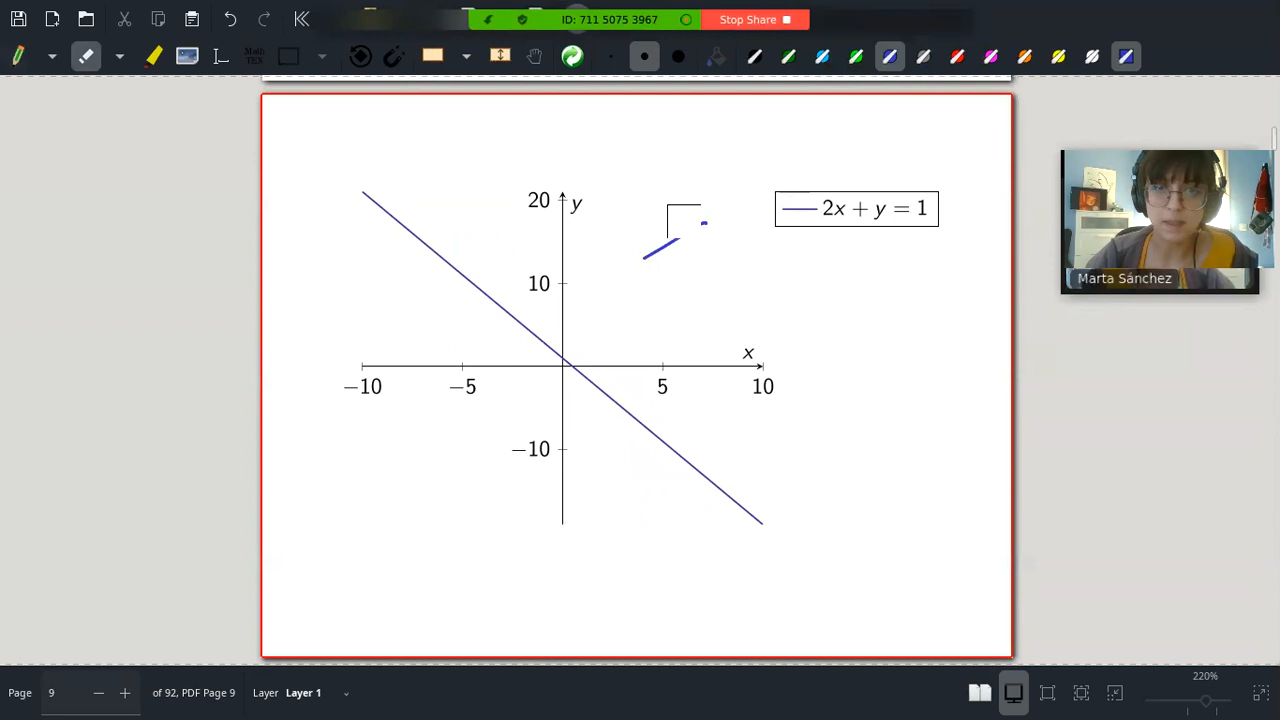 ID: 711 5075 3967 Stop Share
Math TEX
20 y
2x + y = 1
10
x
−10 −5 5 10
−10
Marta Sánchez
Page 9 of 92, PDF Page 9 Layer Layer 1
220%